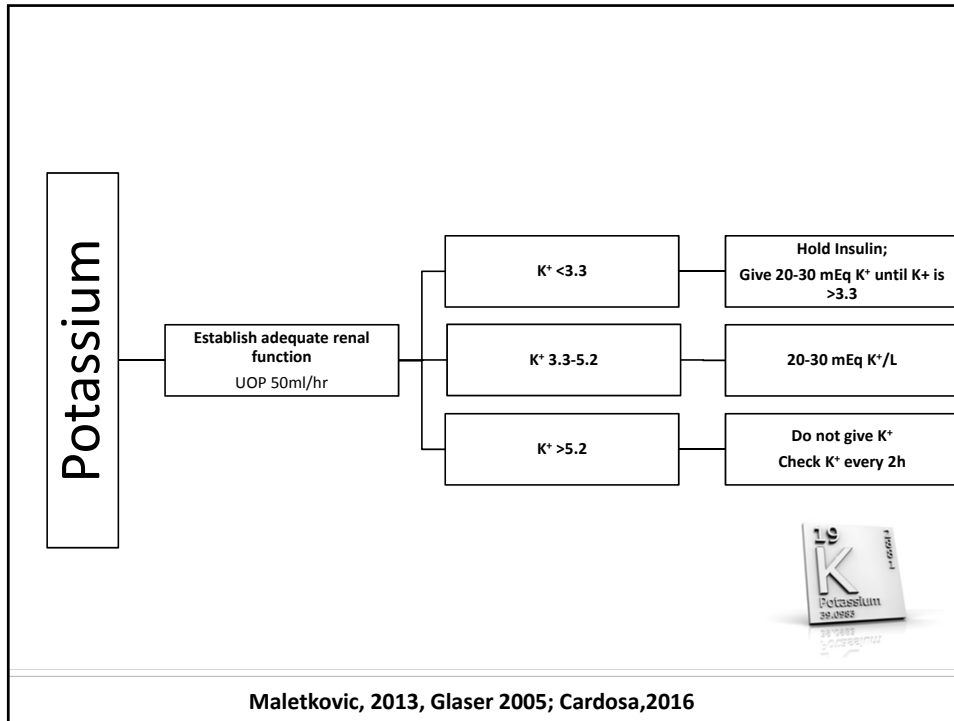 Potassium
Establish adequate renal
function
UOP 50ml/hr
K⁺ <3.3
Hold Insulin;
Give 20-30 mEq K⁺ until K+ is
>3.3
K⁺ 3.3-5.2
20-30 mEq K⁺/L
K⁺ >5.2
Do not give K⁺
Check K⁺ every 2h
19
K
Potassium
39.0983
Maletkovic, 2013, Glaser 2005; Cardosa,2016